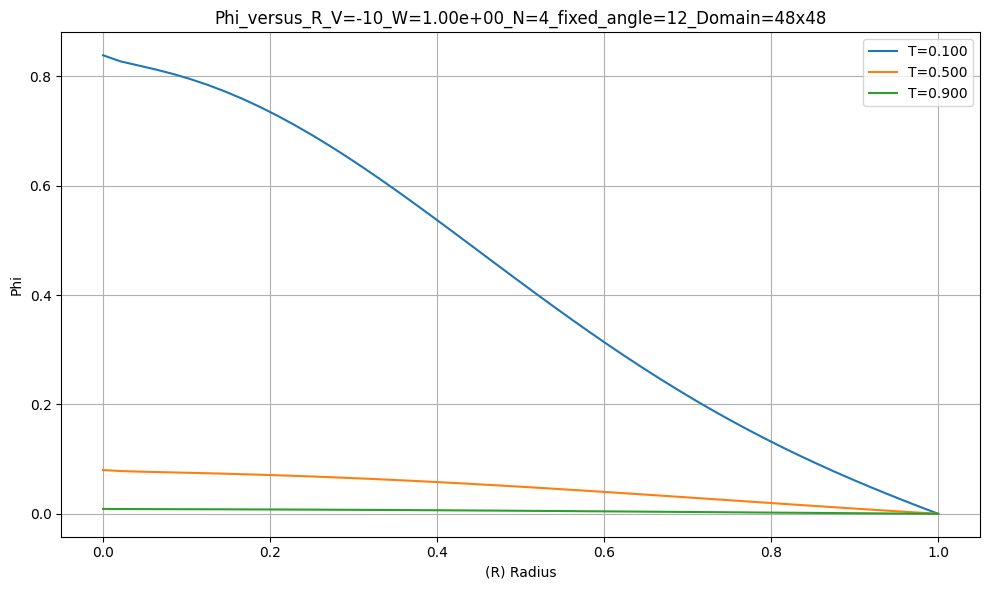 Phi_versus_R_V=-10_W=1.00e+00_N=4_fixed_angle=12_Domain=48x48
T=0.100
T=0.500
T=0.900
Phi
0.8
0.6
0.4
0.2
0.0
0.0 0.2 0.4 0.6 0.8 1.0
(R) Radius